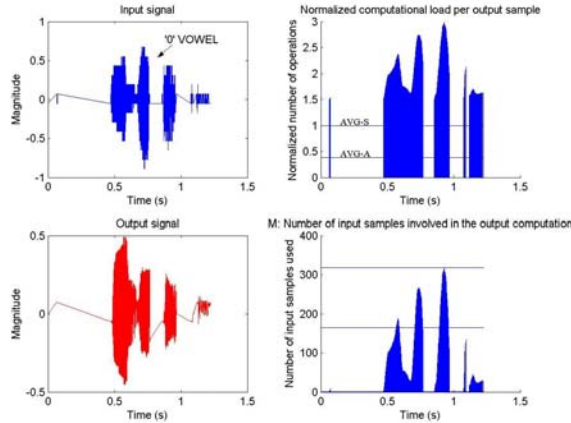 Input signal
1
0.5
0
-0.5
-1
Magnitude
'0' VOWEL
0 0.5 1 1.5
Time (s)
Normalized computational load per output sample
3
2.5
2
1.5
1
0.5
0
Normalized number of operations
AVG-S
AVG-A
0 0.5 1 1.5
Time (s)
Output signal
0.5
0
-0.5
Magnitude
0 0.5 1 1.5
Time (s)
M: Number of input samples involved in the output computation
400
300
200
100
0
Number of input samples used
0 0.5 1 1.5
Time (s)